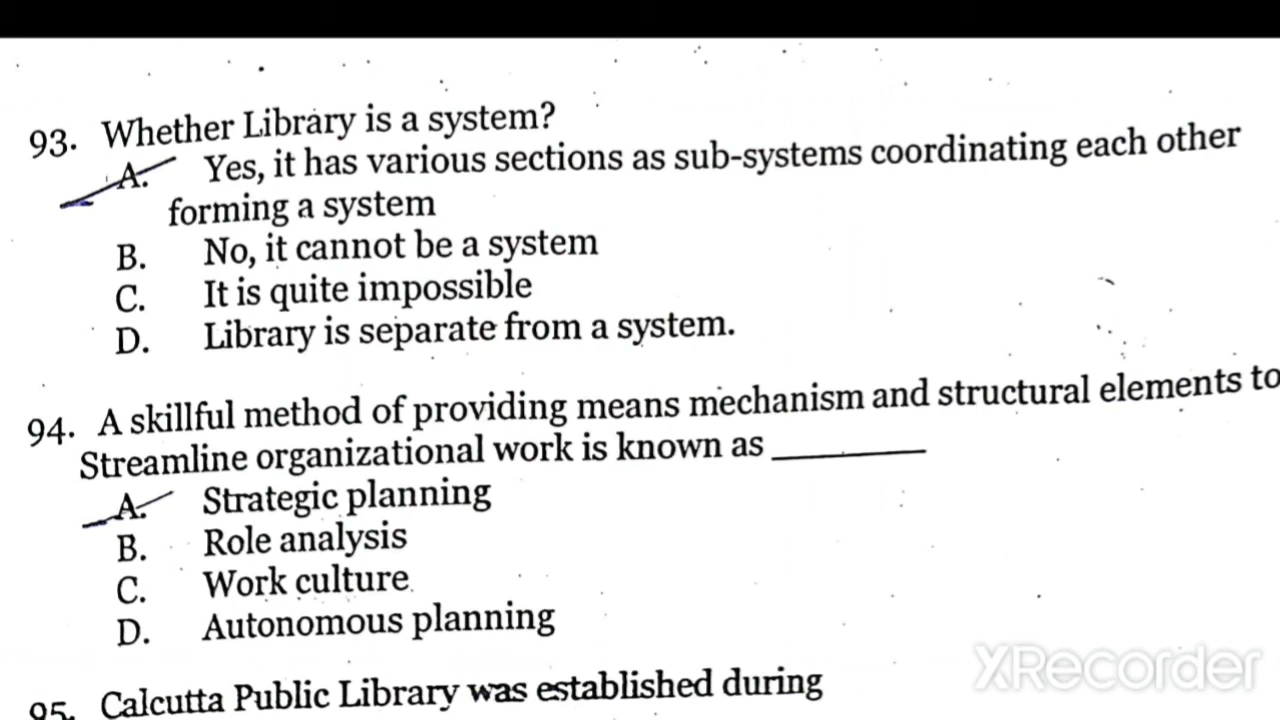 93. Whether Library is a system?
A. Yes, it has various sections as sub-systems coordinating each other
forming a system
B. No, it cannot be a system
C. It is quite impossible
D. Library is separate from a system.
94. A skillful method of providing means mechanism and structural elements to
Streamline organizational work is known as ________
A. Strategic planning
B. Role analysis
C. Work culture
D. Autonomous planning
95. Calcutta Public Library was established during
XRecorder